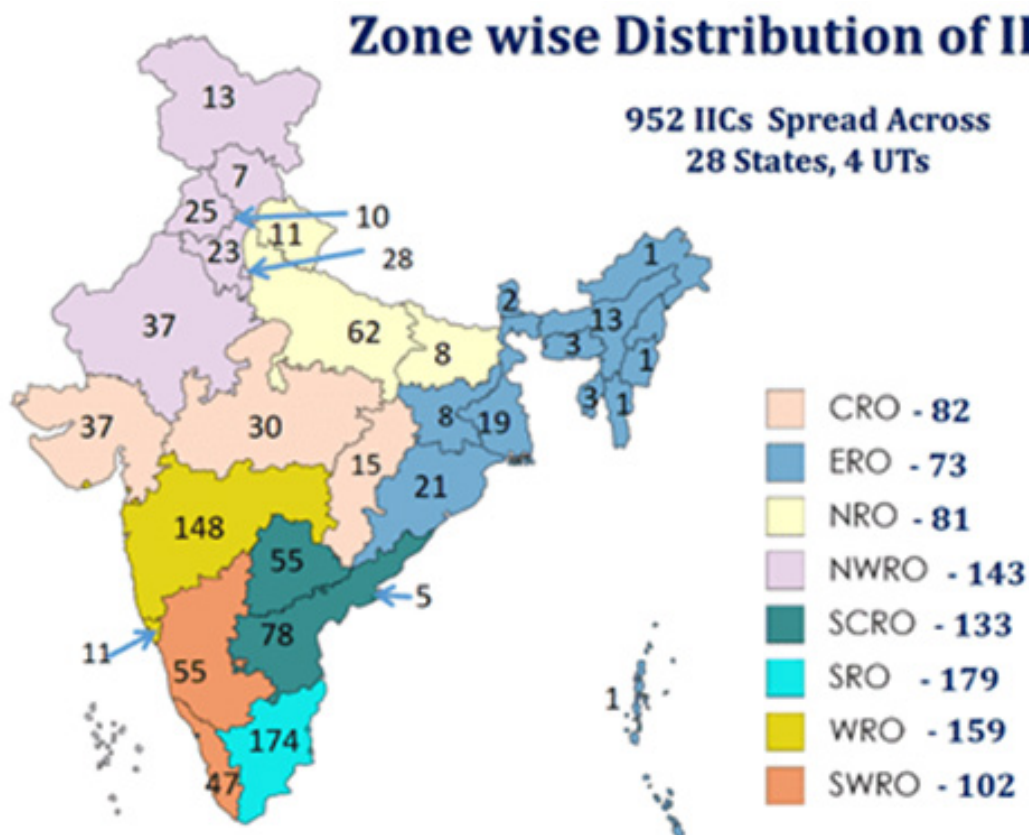 Zone wise Distribution of II
952 IICs Spread Across
28 States, 4 UTs
13
7
25
10
11
23
28
1
2
37
62
13
8
3
1
3
1
37
30
8
19
15
21
148
55
5
78
11
55
1
174
47
CRO - 82
ERO - 73
NRO - 81
NWRO - 143
SCRO - 133
SRO - 179
WRO - 159
SWRO - 102